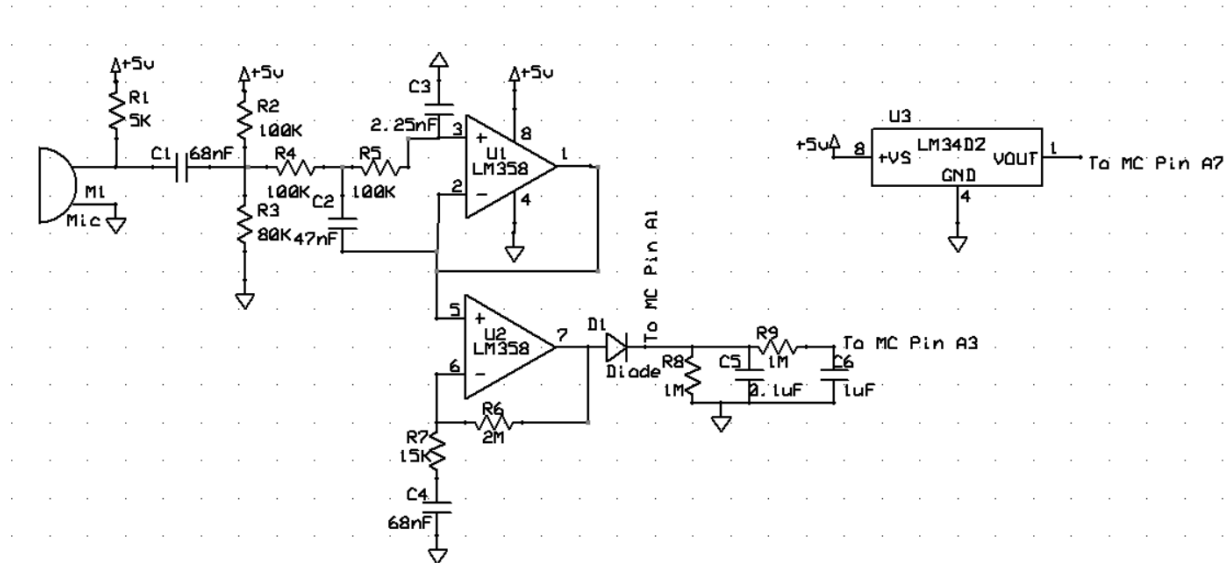 +5v
R1
5K
M1
Mic
C1
68nF
+5v
R2
100K
R3
80K
R4
100K
R5
100K
C2
47nF
C3
2.25nF
+5v
3
+
8
U1
LM358
1
2
-
4
5
+
U2
LM358
7
6
-
R6
2M
R7
15K
C4
68nF
D1
Diode
To MC Pin A1
R8
1M
C5
0.1uF
R9
1M
C6
1uF
To MC Pin A3
U3
LM34D2
+5v
8
+VS
VOUT
1
To MC Pin A7
GND
4